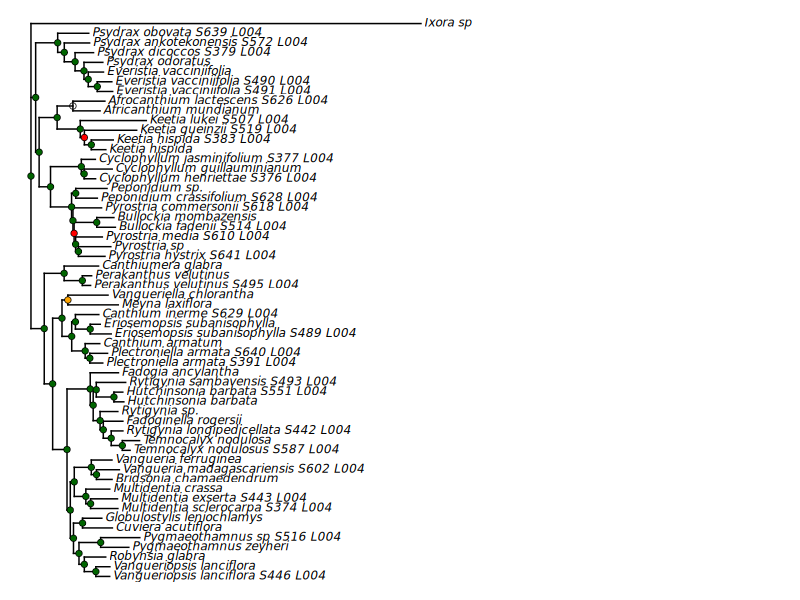 Ixora sp
Psydrax obovata S639 L004
Psydrax ankotekonensis S572 L004
Psydrax dicoccos S379 L004
Psydrax odoratus
Everistia vacciniifolia
Everistia vacciniifolia S490 L004
Everistia vacciniifolia S491 L004
Afrocanthium lactescens S626 L004
Africanthium mundianum
Keetia lukei S507 L004
Keetia gueinzii S519 L004
Keetia hispida S383 L004
Keetia hispida
Cyclophyllum jasminifolium S377 L004
Cyclophyllum guillauminianum
Cyclophyllum henriettae S376 L004
Peponidium sp.
Peponidium crassifolium S628 L004
Pyrostria commersonii S618 L004
Bullockia mombazensis
Bullockia fadenii S514 L004
Pyrostria media S610 L004
Pyrostria sp
Pyrostria hystrix S641 L004
Canthiumera glabra
Perakanthus velutinus
Perakanthus velutinus S495 L004
Vangueriella chlorantha
Meyna laxiflora
Canthium inerme S629 L004
Eriosemopsis subanisophylla
Eriosemopsis subanisophylla S489 L004
Canthium armatum
Plectroniella armata S640 L004
Plectroniella armata S391 L004
Fadogia ancylantha
Rytigynia sambavensis S493 L004
Hutchinsonia barbata S551 L004
Hutchinsonia barbata
Rytigynia sp.
Fadoginella rogersii
Rytigynia longipedicellata S442 L004
Temnocalyx nodulosa
Temnocalyx nodulosus S587 L004
Vangueria ferruginea
Vangueria madagascariensis S602 L004
Bridsonia chamaedendrum
Multidentia crassa
Multidentia exserta S443 L004
Multidentia sclerocarpa S374 L004
Globulostylis leniochlamys
Cuviera acutiflora
Pygmaeothamnus sp S516 L004
Pygmaeothamnus zeyheri
Robynsia glabra
Vangueriopsis lanciflora
Vangueriopsis lanciflora S446 L004